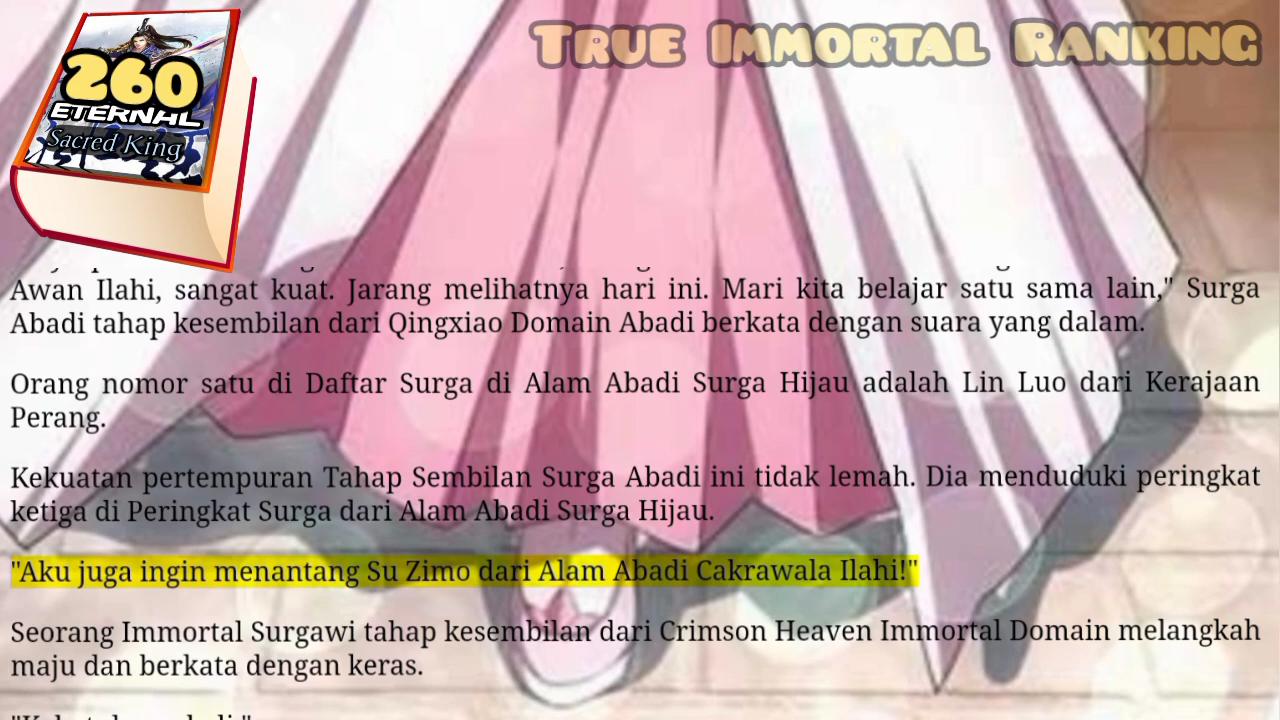 TRUE IMMORTAL RANKING
260
ETERNAL
Sacred King
Awan Ilahi, sangat kuat. Jarang melihatnya hari ini. Mari kita belajar satu sama lain," Surga
Abadi tahap kesembilan dari Qingxiao Domain Abadi berkata dengan suara yang dalam.
Orang nomor satu di Daftar Surga di Alam Abadi Surga Hijau adalah Lin Luo dari Kerajaan
Perang.
Kekuatan pertempuran Tahap Sembilan Surga Abadi ini tidak lemah. Dia menduduki peringkat
ketiga di Peringkat Surga dari Alam Abadi Surga Hijau.
"Aku juga ingin menantang Su Zimo dari Alam Abadi Cakrawala Ilahi!"
Seorang Immortal Surgawi tahap kesembilan dari Crimson Heaven Immortal Domain melangkah
maju dan berkata dengan keras.